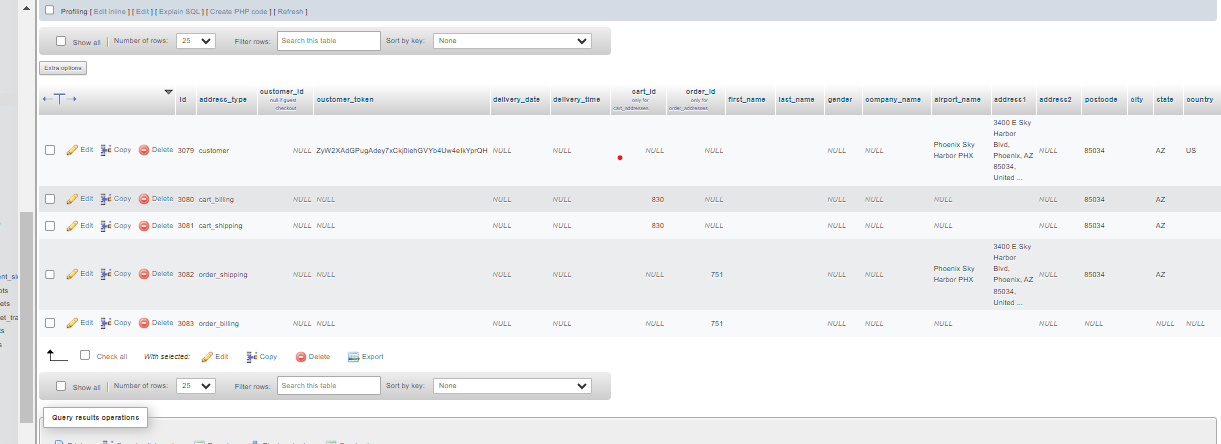 Profiling [ Edit inline ] [ Edit ] [ Explain SQL ] [ Create PHP code ] [ Refresh ]
Show all | Number of rows: 25 Filter rows: Search this table Sort by key: None
Extra options
id address_type customer_id null if guest checkout customer_token delivery_date delivery_time cart_id only for cart_addresses order_id only for order_addresses first_name last_name gender company_name airport_name address1 address2 postcode city state country
Edit Copy Delete 3079 customer NULL NULL NULL NULL NULL NULL NULL Phoenix Sky Harbor PHX 3400 E Sky Harbor Blvd, Phoenix, AZ 85034, United ... NULL 85034 AZ US
Edit Copy Delete 3080 cart_billing NULL NULL NULL NULL 830 NULL NULL NULL NULL NULL 85034 AZ
Edit Copy Delete 3081 cart_shipping NULL NULL NULL NULL 830 NULL NULL NULL NULL NULL 85034 AZ
Edit Copy Delete 3082 order_shipping NULL NULL NULL NULL NULL 751 NULL NULL Phoenix Sky Harbor PHX 3400 E Sky Harbor Blvd, Phoenix, AZ 85034, United ... NULL 85034 AZ
Edit Copy Delete 3083 order_billing NULL NULL NULL NULL NULL 751 NULL NULL NULL NULL NULL NULL NULL
Check all With selected: Edit Copy Delete Export
Show all | Number of rows: 25 Filter rows: Search this table Sort by key: None
Query results operations